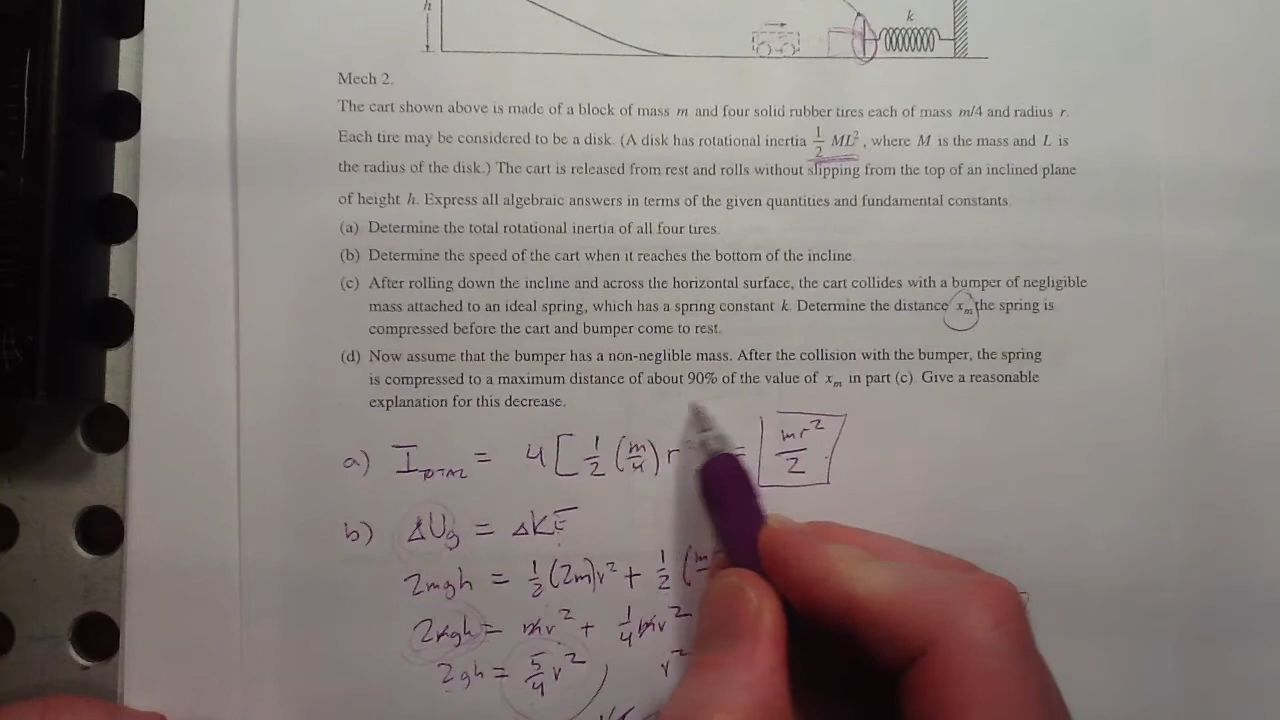 h
k
Mech 2.
The cart shown above is made of a block of mass m and four solid rubber tires each of mass m/4 and radius r.
Each tire may be considered to be a disk. (A disk has rotational inertia 1/2 ML², where M is the mass and L is
the radius of the disk.) The cart is released from rest and rolls without slipping from the top of an inclined plane
of height h. Express all algebraic answers in terms of the given quantities and fundamental constants
(a) Determine the total rotational inertia of all four tires.
(b) Determine the speed of the cart when it reaches the bottom of the incline
(c) After rolling down the incline and across the horizontal surface, the cart collides with a bumper of negligible
mass attached to an ideal spring, which has a spring constant k. Determine the distance xₘ the spring is
compressed before the cart and bumper come to rest.
(d) Now assume that the bumper has a non-neglible mass. After the collision with the bumper, the spring
is compressed to a maximum distance of about 90% of the value of xₘ in part (c) Give a reasonable
explanation for this decrease.
a) I_TOTAL = 4 [ 1/2 (m/4) r = mr²/2
b) ΔUg = ΔKE
2mgh = 1/2 (2m)v² + 1/2 (m
2mgh = mv² + 1/4 mv²
2gh = 5/4 v² , v²